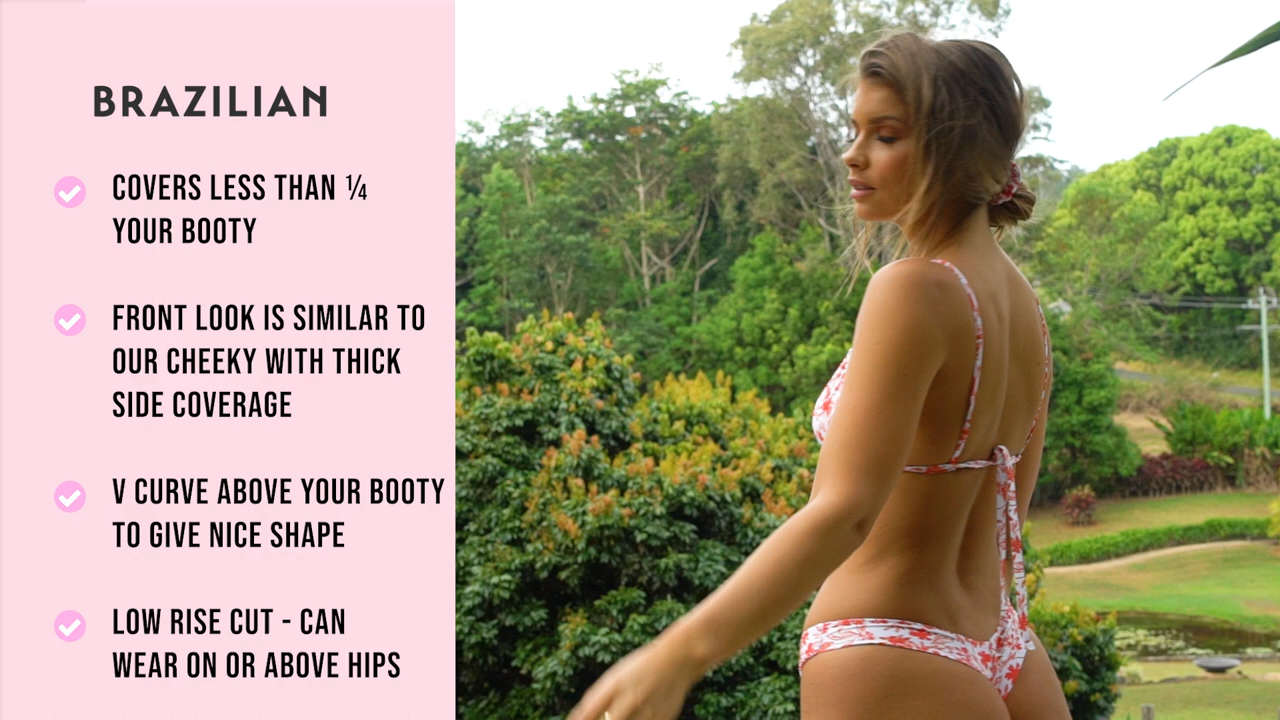 BRAZILIAN
COVERS LESS THAN ¼
YOUR BOOTY
FRONT LOOK IS SIMILAR TO
OUR CHEEKY WITH THICK
SIDE COVERAGE
V CURVE ABOVE YOUR BOOTY
TO GIVE NICE SHAPE
LOW RISE CUT - CAN
WEAR ON OR ABOVE HIPS